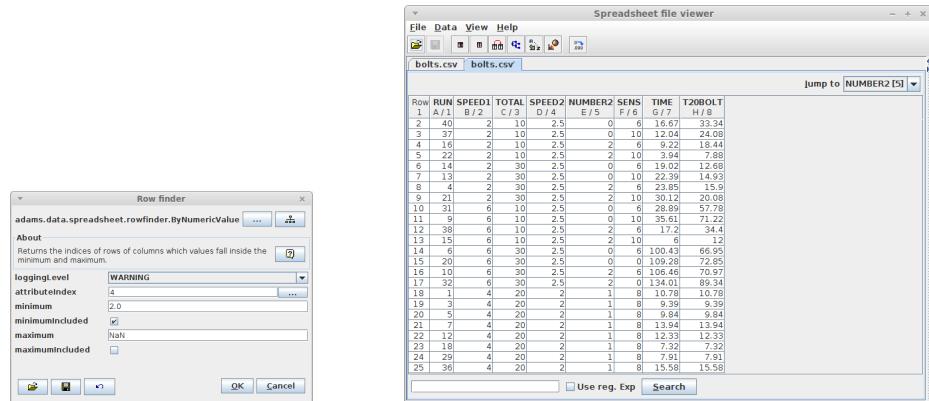 Row finder
adams.data.spreadsheet.rowfinder.ByNumericValue ...
About
Returns the indices of rows of columns which values fall inside the
minimum and maximum.
loggingLevel WARNING
attributeIndex 4 ...
minimum 2.0
minimumIncluded
maximum NaN
maximumIncluded
OK Cancel
Spreadsheet file viewer
File Data View Help
bolts.csv bolts.csv'
Jump to NUMBER2 [5]
Row RUN SPEED1 TOTAL SPEED2 NUMBER2 SENS TIME T20BOLT
1 A / 1 B / 2 C / 3 D / 4 E / 5 F / 6 G / 7 H / 8
2 40 2 10 2.5 0 6 16.67 33.34
3 37 2 10 2.5 0 10 12.04 24.08
4 16 2 10 2.5 2 6 9.22 18.44
5 22 2 10 2.5 2 10 3.94 7.88
6 14 2 30 2.5 0 6 19.02 12.68
7 13 2 30 2.5 0 10 22.39 14.93
8 4 2 30 2.5 2 6 23.85 15.9
9 21 2 30 2.5 2 10 30.12 20.08
10 31 6 10 2.5 0 6 28.89 57.78
11 9 6 10 2.5 0 10 35.61 71.22
12 38 6 10 2.5 2 6 17.2 34.4
13 15 6 10 2.5 2 10 6 12
14 6 6 30 2.5 0 6 100.43 66.95
15 20 6 30 2.5 0 0 109.28 72.85
16 10 6 30 2.5 2 6 106.46 70.97
17 32 6 30 2.5 2 0 134.01 89.34
18 1 4 20 2 1 8 10.78 10.78
19 3 4 20 2 1 8 9.39 9.39
20 5 4 20 2 1 8 9.84 9.84
21 7 4 20 2 1 8 13.94 13.94
22 12 4 20 2 1 8 12.33 12.33
23 18 4 20 2 1 8 7.32 7.32
24 29 4 20 2 1 8 7.91 7.91
25 36 4 20 2 1 8 15.58 15.58
Use reg. Exp Search